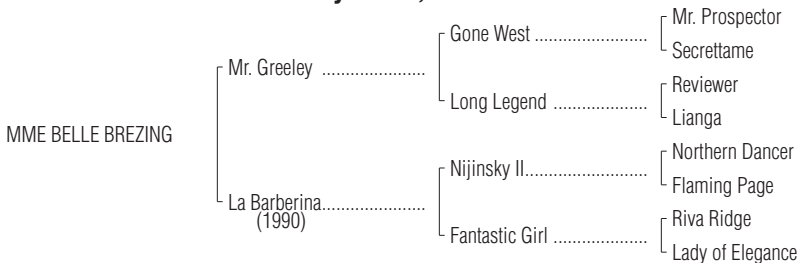 Mr. Prospector
Gone West ........................
Secrettame
Mr. Greeley ......................
Reviewer
Long Legend ....................
Lianga
MME BELLE BREZING
Northern Dancer
Nijinsky II..........................
Flaming Page
La Barberina......................
(1990)
Riva Ridge
Fantastic Girl ....................
Lady of Elegance